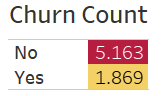 Churn Count
No 5.163
Yes 1.869